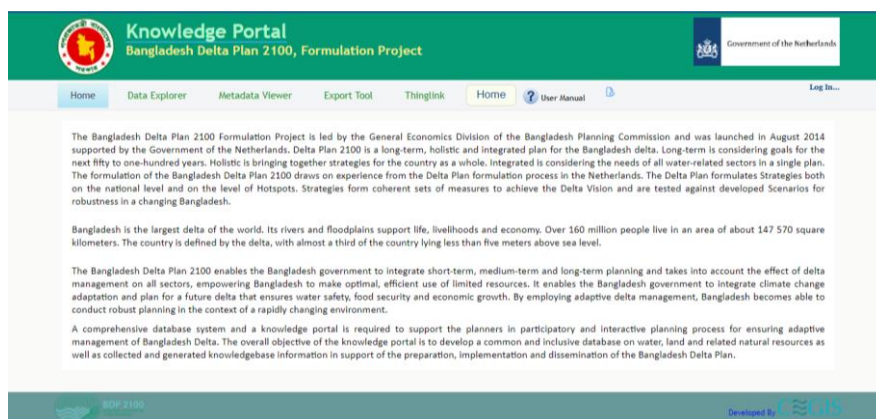 Knowledge Portal
Bangladesh Delta Plan 2100, Formulation Project
Government of the Netherlands
Home Data Explorer Metadata Viewer Export Tool Thinglink Home ? User Manual Log In...
The Bangladesh Delta Plan 2100 Formulation Project is led by the General Economics Division of the Bangladesh Planning Commission and was launched in August 2014
supported by the Government of the Netherlands. Delta Plan 2100 is a long-term, holistic and integrated plan for the Bangladesh delta. Long-term is considering goals for the
next fifty to one-hundred years. Holistic is bringing together strategies for the country as a whole. Integrated is considering the needs of all water-related sectors in a single plan.
The formulation of the Bangladesh Delta Plan 2100 draws on experience from the Delta Plan formulation process in the Netherlands. The Delta Plan formulates Strategies both
on the national level and on the level of Hotspots. Strategies form coherent sets of measures to achieve the Delta Vision and are tested against developed Scenarios for
robustness in a changing Bangladesh.
Bangladesh is the largest delta of the world. Its rivers and floodplains support life, livelihoods and economy. Over 160 million people live in an area of about 147 570 square
kilometers. The country is defined by the delta, with almost a third of the country lying less than five meters above sea level.
The Bangladesh Delta Plan 2100 enables the Bangladesh government to integrate short-term, medium-term and long-term planning and takes into account the effect of delta
management on all sectors, empowering Bangladesh to make optimal, efficient use of limited resources. It enables the Bangladesh government to integrate climate change
adaptation and plan for a future delta that ensures water safety, food security and economic growth. By employing adaptive delta management, Bangladesh becomes able to
conduct robust planning in the context of a rapidly changing environment.
A comprehensive database system and a knowledge portal is required to support the planners in participatory and interactive planning process for ensuring adaptive
management of Bangladesh Delta. The overall objective of the knowledge portal is to develop a common and inclusive database on water, land and related natural resources as
well as collected and generated knowledgebase information in support of the preparation, implementation and dissemination of the Bangladesh Delta Plan.
BDP 2100
Developed By CEGIS